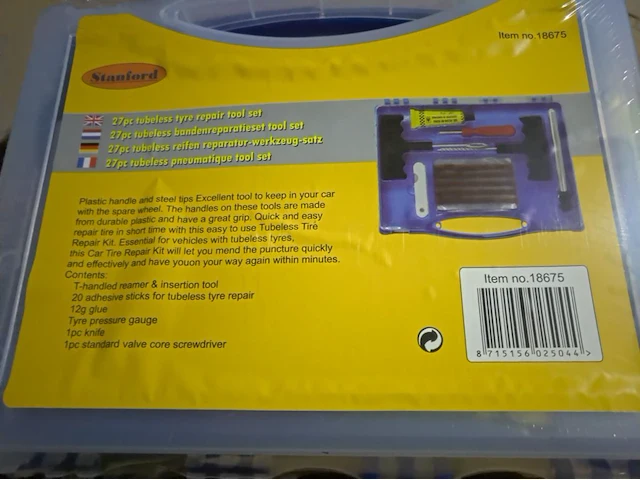 Item no.18675
Stanford
27pc tubeless tyre repair tool set
27pc tubeless bandenreparatieset tool set
27pc tubeless reifen reparatur-werkzeug-satz
27pc tubeless pneumatique tool set
Plastic handle and steel tips Excellent tool to keep in your car
with the spare wheel. The handles on these tools are made
from durable plastic and have a great grip. Quick and easy
repair tire in short time with this easy to use Tubeless Tire
Repair Kit. Essential for vehicles with tubeless tyres,
this Car Tire Repair Kit will let you mend the puncture quickly
and effectively and have youon your way again within minutes.
Contents:
T-handled reamer & insertion tool
20 adhesive sticks for tubeless tyre repair
12g glue
Tyre pressure gauge
1pc knife
1pc standard valve core screwdriver
Item no.18675
8 715156 025044 >